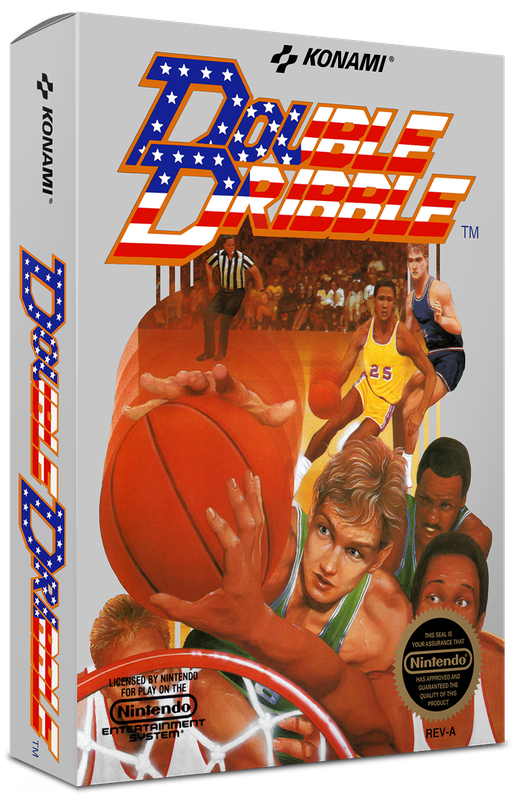 KONAMI®
DOUBLE
DRIBBLE
TM
25
THIS SEAL IS
YOUR ASSURANCE THAT
Nintendo
HAS APPROVED AND
GUARANTEED THE
QUALITY OF THIS
PRODUCT
REV-A
LICENSED BY NINTENDO
FOR PLAY ON THE
Nintendo
ENTERTAINMENT
SYSTEM®
KONAMI®
DOUBLE DRIBBLE
TM